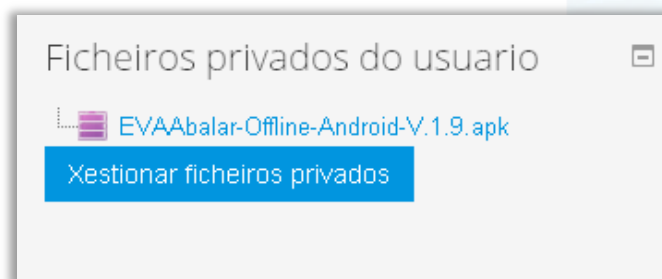 Ficheiros privados do usuario
EVAAbalar-Offline-Android-V.1.9.apk
Xestionar ficheiros privados